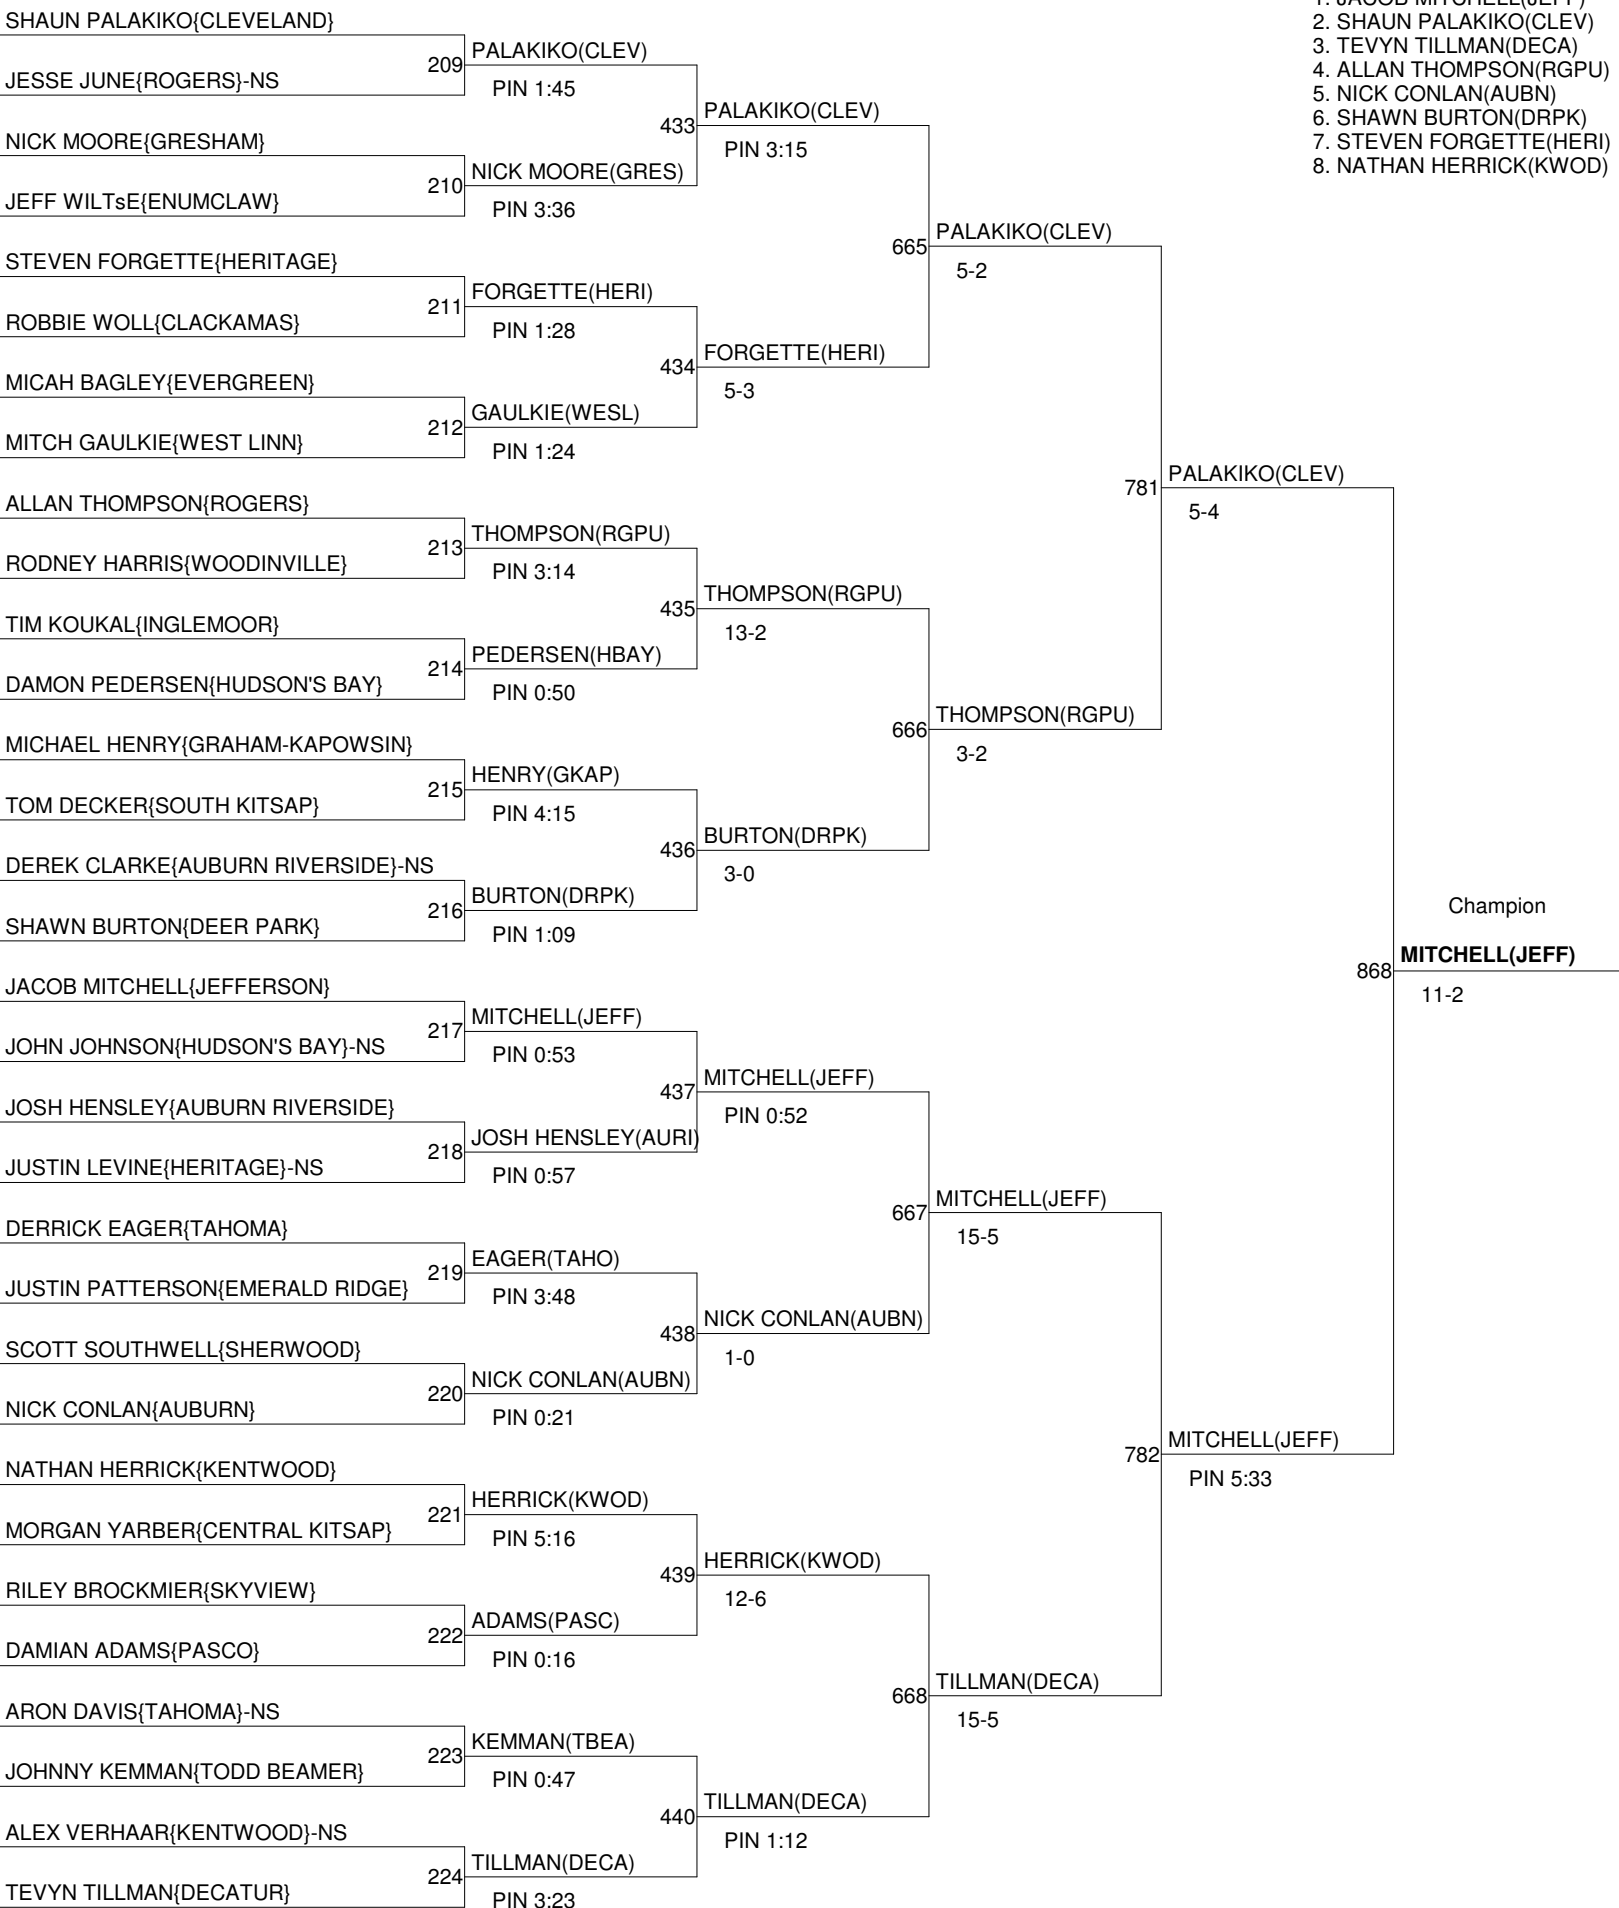 1. JACOB MITCHELL(JEFF)
2. SHAUN PALAKIKO(CLEV)
3. TEVYN TILLMAN(DECA)
4. ALLAN THOMPSON(RGPU)
5. NICK CONLAN(AUBN)
6. SHAWN BURTON(DRPK)
7. STEVEN FORGETTE(HERI)
8. NATHAN HERRICK(KWOD)
SHAUN PALAKIKO{CLEVELAND}
JESSE JUNE{ROGERS}-NS
NICK MOORE{GRESHAM}
JEFF WILTsE{ENUMCLAW}
STEVEN FORGETTE{HERITAGE}
ROBBIE WOLL{CLACKAMAS}
MICAH BAGLEY{EVERGREEN}
MITCH GAULKIE{WEST LINN}
ALLAN THOMPSON{ROGERS}
RODNEY HARRIS{WOODINVILLE}
TIM KOUKAL{INGLEMOOR}
DAMON PEDERSEN{HUDSON'S BAY}
MICHAEL HENRY{GRAHAM-KAPOWSIN}
TOM DECKER{SOUTH KITSAP}
DEREK CLARKE{AUBURN RIVERSIDE}-NS
SHAWN BURTON{DEER PARK}
JACOB MITCHELL{JEFFERSON}
JOHN JOHNSON{HUDSON'S BAY}-NS
JOSH HENSLEY{AUBURN RIVERSIDE}
JUSTIN LEVINE{HERITAGE}-NS
DERRICK EAGER{TAHOMA}
JUSTIN PATTERSON{EMERALD RIDGE}
SCOTT SOUTHWELL{SHERWOOD}
NICK CONLAN{AUBURN}
NATHAN HERRICK{KENTWOOD}
MORGAN YARBER{CENTRAL KITSAP}
RILEY BROCKMIER{SKYVIEW}
DAMIAN ADAMS{PASCO}
ARON DAVIS{TAHOMA}-NS
JOHNNY KEMMAN{TODD BEAMER}
ALEX VERHAAR{KENTWOOD}-NS
TEVYN TILLMAN{DECATUR}
209 PALAKIKO(CLEV)
PIN 1:45
210 NICK MOORE(GRES)
PIN 3:36
211 FORGETTE(HERI)
PIN 1:28
212 GAULKIE(WESL)
PIN 1:24
213 THOMPSON(RGPU)
PIN 3:14
214 PEDERSEN(HBAY)
PIN 0:50
215 HENRY(GKAP)
PIN 4:15
216 BURTON(DRPK)
PIN 1:09
217 MITCHELL(JEFF)
PIN 0:53
218 JOSH HENSLEY(AURI)
PIN 0:57
219 EAGER(TAHO)
PIN 3:48
220 NICK CONLAN(AUBN)
PIN 0:21
221 HERRICK(KWOD)
PIN 5:16
222 ADAMS(PASC)
PIN 0:16
223 KEMMAN(TBEA)
PIN 0:47
224 TILLMAN(DECA)
PIN 3:23
433 PALAKIKO(CLEV)
PIN 3:15
434 FORGETTE(HERI)
5-3
435 THOMPSON(RGPU)
13-2
436 BURTON(DRPK)
3-0
437 MITCHELL(JEFF)
PIN 0:52
438 NICK CONLAN(AUBN)
1-0
439 HERRICK(KWOD)
12-6
440 TILLMAN(DECA)
PIN 1:12
665 PALAKIKO(CLEV)
5-2
666 THOMPSON(RGPU)
3-2
667 MITCHELL(JEFF)
15-5
668 TILLMAN(DECA)
15-5
781 PALAKIKO(CLEV)
5-4
782 MITCHELL(JEFF)
PIN 5:33
Champion
868 MITCHELL(JEFF)
11-2